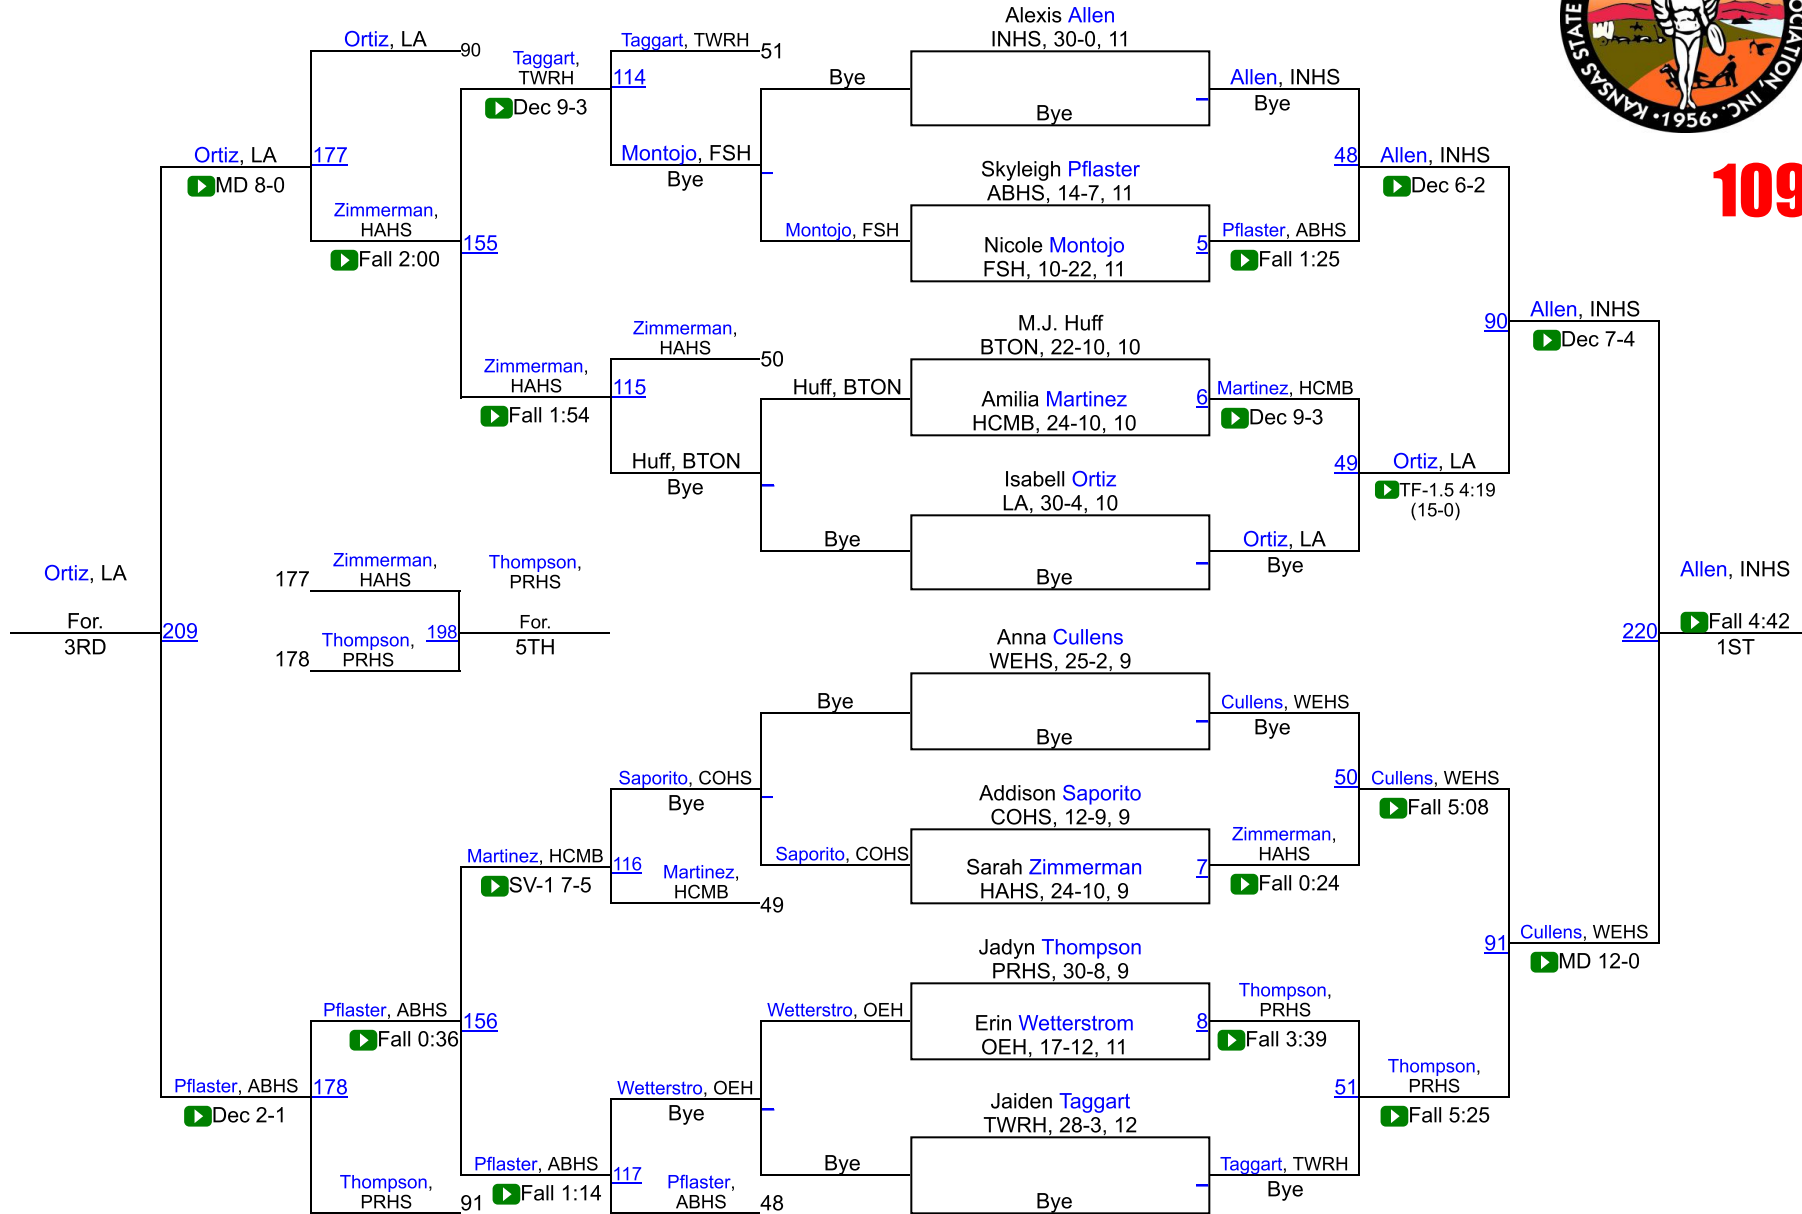 Ortiz, LA
90
Taggart,
TWRH
Dec 9-3
Taggart, TWRH
51
114
Montojo, FSH
Bye
Ortiz, LA
MD 8-0
177
Zimmerman,
HAHS
Fall 2:00
155
Zimmerman,
HAHS
50
Zimmerman,
HAHS
Fall 1:54
115
Huff, BTON
Bye
Bye
Montojo, FSH
Huff, BTON
Bye
Alexis Allen
INHS, 30-0, 11
Bye
Skyleigh Pflaster
ABHS, 14-7, 11
Nicole Montojo
FSH, 10-22, 11
5
M.J. Huff
BTON, 22-10, 10
Amilia Martinez
HCMB, 24-10, 10
6
Isabell Ortiz
LA, 30-4, 10
Bye
Allen, INHS
Bye
Pflaster, ABHS
Fall 1:25
48
Allen, INHS
Dec 6-2
Martinez, HCMB
Dec 9-3
49
Ortiz, LA
TF-1.5 4:19
(15-0)
Ortiz, LA
Bye
90
Allen, INHS
Dec 7-4
KANSAS STATE
OCIATION, INC.
•1956•
109
Ortiz, LA
For.
3RD
209
177
Zimmerman,
HAHS
178
Thompson,
PRHS
198
Thompson,
PRHS
For.
5TH
220
Allen, INHS
Fall 4:42
1ST
Anna Cullens
WEHS, 25-2, 9
Bye
Addison Saporito
COHS, 12-9, 9
Sarah Zimmerman
HAHS, 24-10, 9
7
Jadyn Thompson
PRHS, 30-8, 9
Erin Wetterstrom
OEH, 17-12, 11
8
Jaiden Taggart
TWRH, 28-3, 12
Bye
Bye
Saporito, COHS
Saporito, COHS
Bye
Martinez, HCMB
SV-1 7-5
116
Martinez,
HCMB
49
Wetterstro, OEH
Bye
Wetterstro, OEH
Bye
Pflaster, ABHS
Fall 0:36
156
Pflaster, ABHS
Dec 2-1
178
Thompson,
PRHS
91
Pflaster, ABHS
Fall 1:14
117
Pflaster,
ABHS
48
Cullens, WEHS
Bye
50
Cullens, WEHS
Fall 5:08
Zimmerman,
HAHS
Fall 0:24
91
Cullens, WEHS
MD 12-0
Thompson,
PRHS
Fall 3:39
51
Thompson,
PRHS
Fall 5:25
Taggart, TWRH
Bye